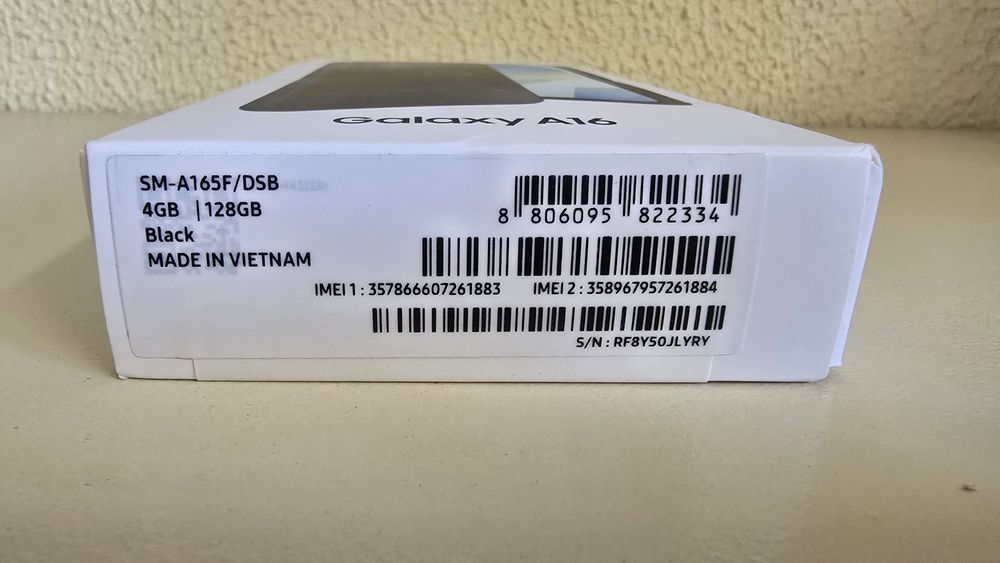 Galaxy A16
SM-A165F/DSB
4GB | 128GB
Black
MADE IN VIETNAM
8 806095 822334
IMEI 1 : 357866607261883 IMEI 2 : 358967957261884
S/N : RF8Y50JLYRY